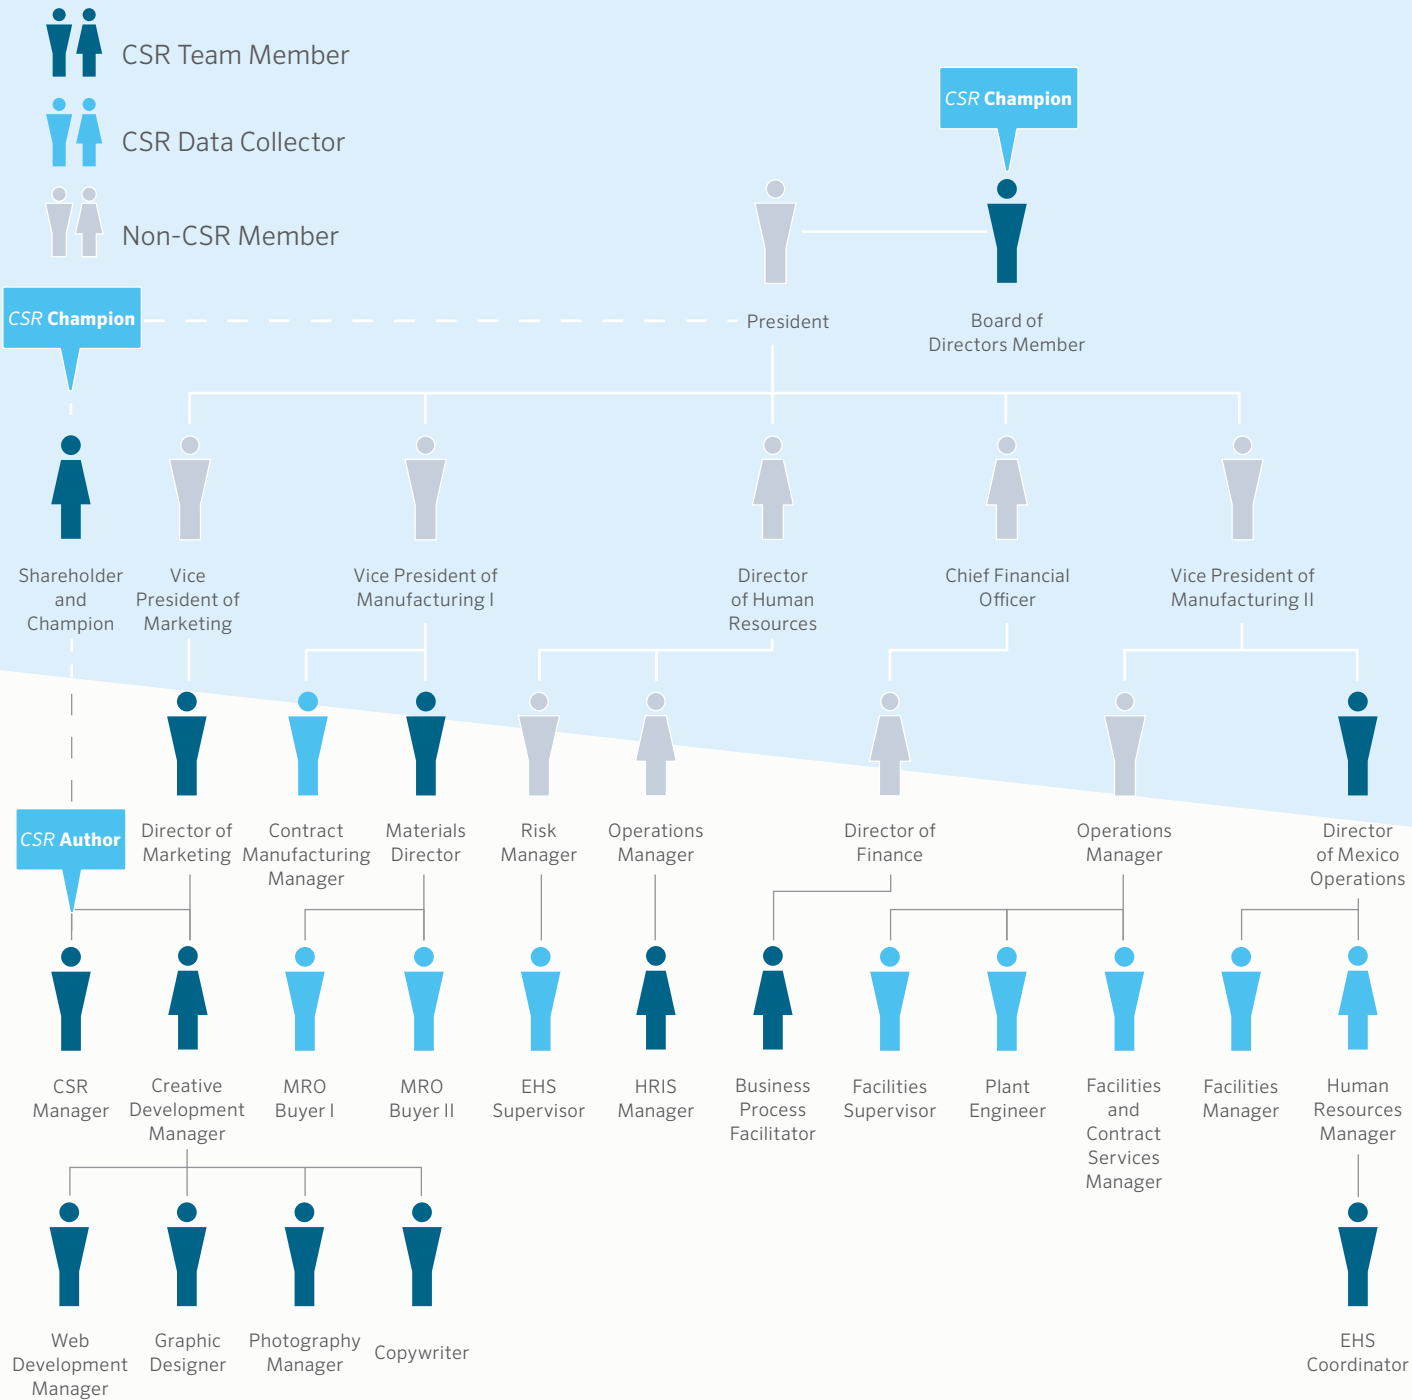 CSR Team Member
CSR Champion
CSR Data Collector
Non-CSR Member
CSR Champion
President
Board of
Directors Member
Shareholder
and
Champion
Vice
President of
Marketing
Vice President of
Manufacturing I
Director
of Human
Resources
Chief Financial
Officer
Vice President of
Manufacturing II
CSR Author
Director of
Marketing
Contract
Manufacturing
Manager
Materials
Director
Risk
Manager
Operations
Manager
Director of
Finance
Operations
Manager
Director
of Mexico
Operations
CSR
Manager
Creative
Development
Manager
MRO
Buyer I
MRO
Buyer II
EHS
Supervisor
HRIS
Manager
Business
Process
Facilitator
Facilities
Supervisor
Plant
Engineer
Facilities
and
Contract
Services
Manager
Facilities
Manager
Human
Resources
Manager
Web
Development
Manager
Graphic
Designer
Photography
Manager
Copywriter
EHS
Coordinator